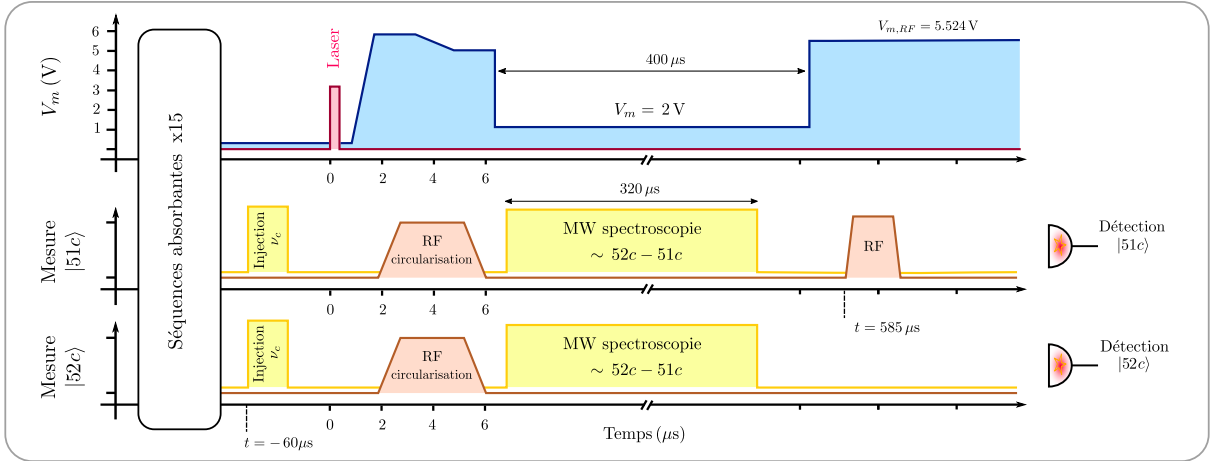 V_m (V)
6
5
4
3
2
1
Laser
400 μs
V_m = 2 V
V_{m,RF} = 5.524 V
0
2
4
6
Séquences absorbantes x15
Mesure
|51c⟩
Injection
ν_c
RF
circularisation
320 μs
MW spectroscopie
∼ 52c − 51c
RF
Détection
|51c⟩
0
2
4
6
t = 585 μs
Mesure
|52c⟩
Injection
ν_c
RF
circularisation
MW spectroscopie
∼ 52c − 51c
Détection
|52c⟩
0
2
4
6
t = − 60μs
Temps (μs)